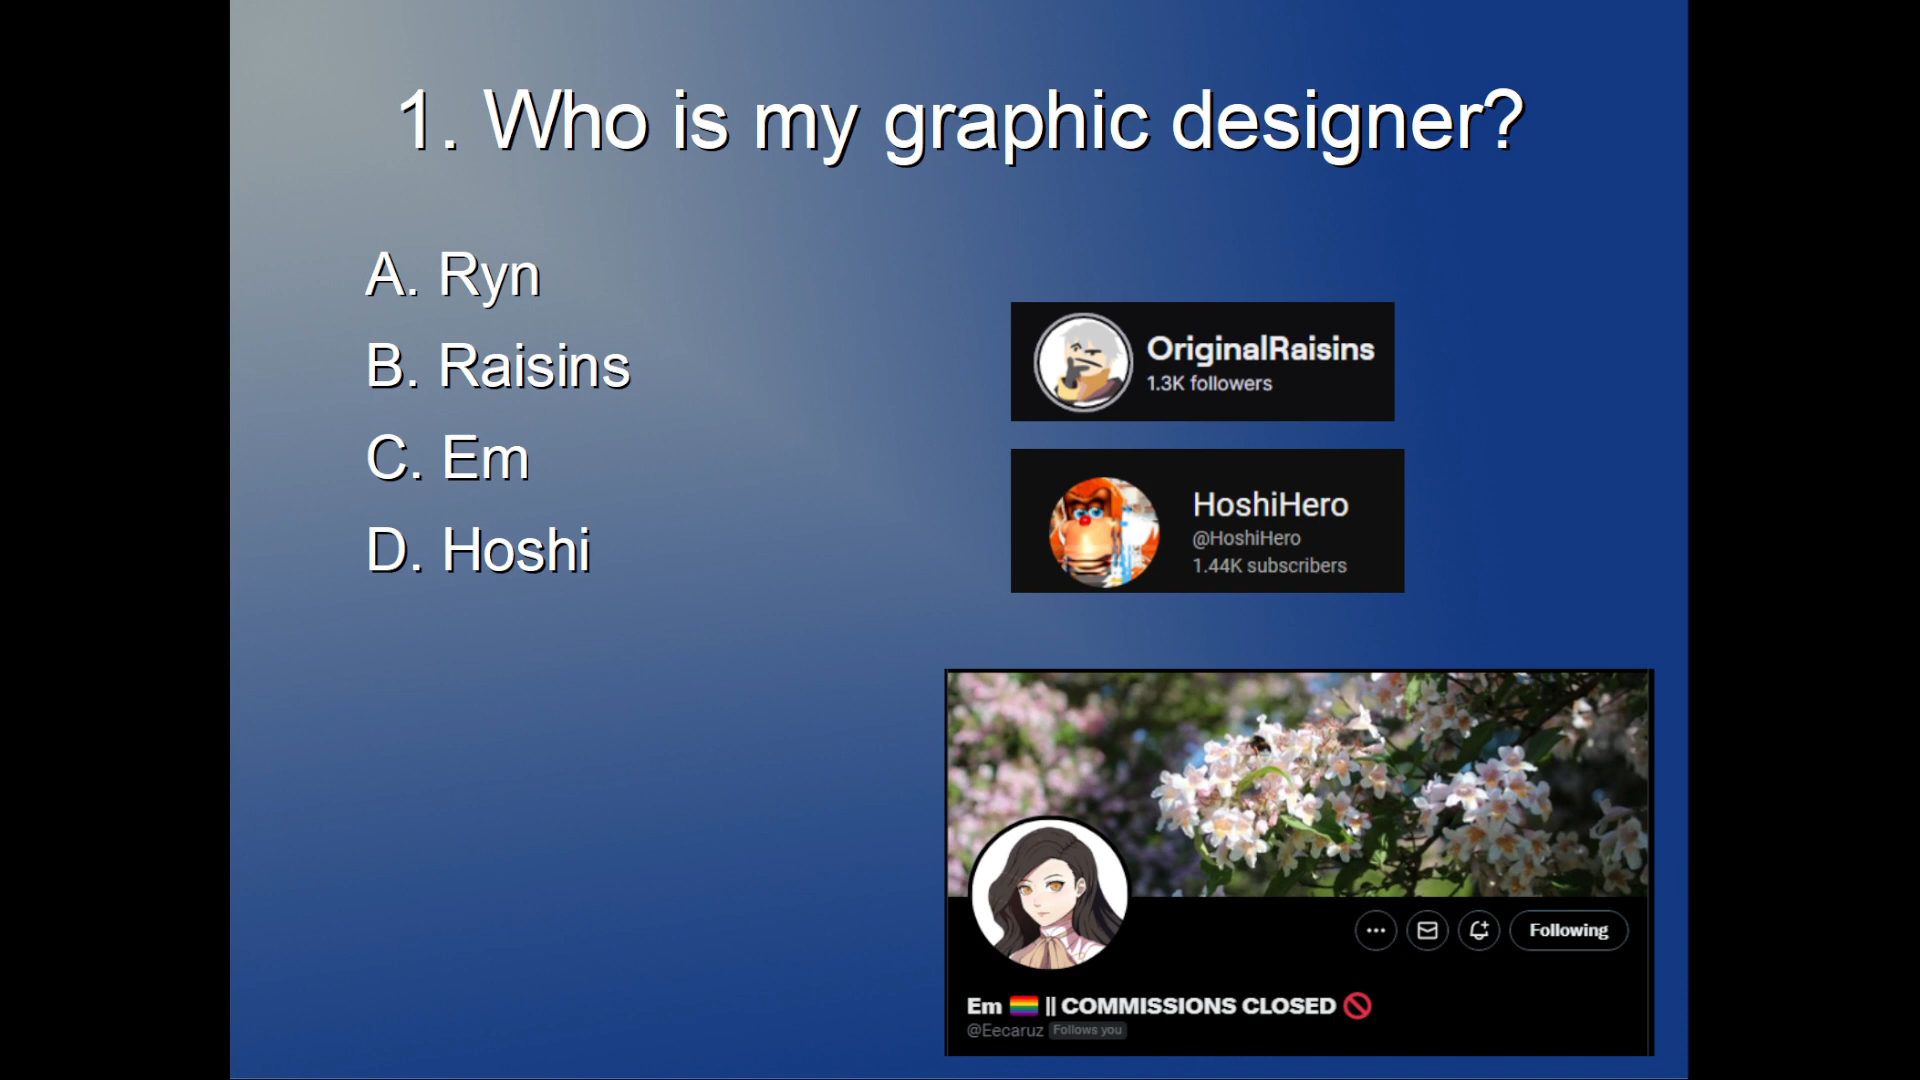 1. Who is my graphic designer?
A. Ryn
B. Raisins
C. Em
D. Hoshi
OriginalRaisins
1.3K followers
HoshiHero
@HoshiHero
1.44K subscribers
Following
Em 🏳️‍🌈 || COMMISSIONS CLOSED 🚫
@Eecaruz Follows you